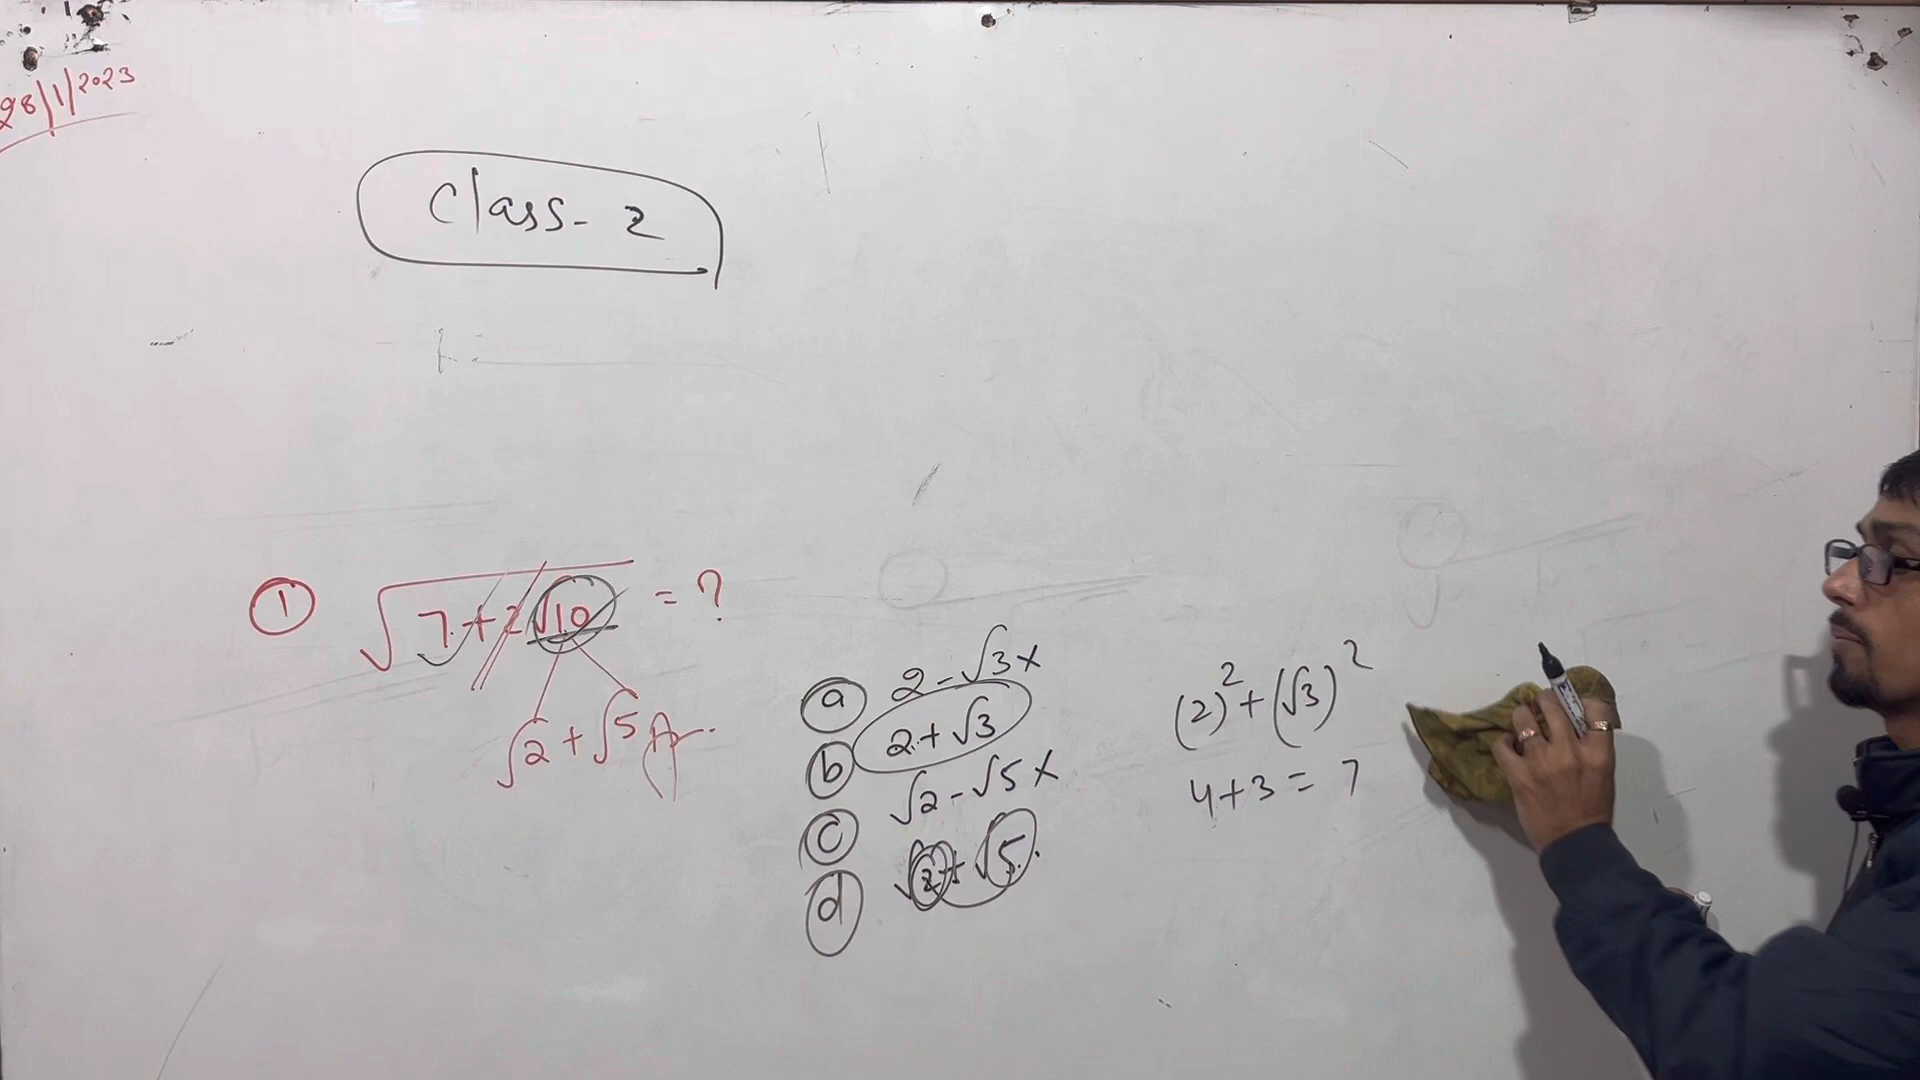 28/1/2023
Class-2
① √7+2√10 = ?
√2 + √5 Ar.
ⓐ 2-√3 x
ⓑ 2+√3
ⓒ √2-√5 x
ⓓ √2+√5.
(2)²+(√3)²
4+3 = 7